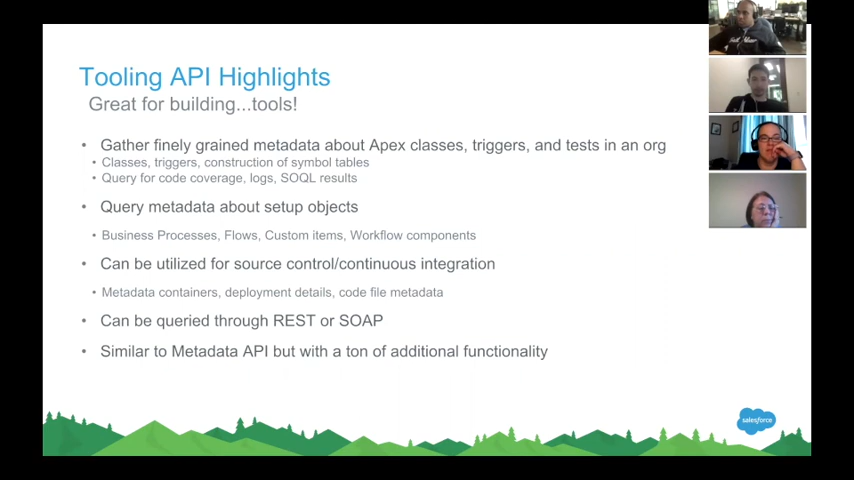 Tooling API Highlights
Great for building...tools!
• Gather finely grained metadata about Apex classes, triggers, and tests in an org
• Classes, triggers, construction of symbol tables
• Query for code coverage, logs, SOQL results
• Query metadata about setup objects
• Business Processes, Flows, Custom items, Workflow components
• Can be utilized for source control/continuous integration
• Metadata containers, deployment details, code file metadata
• Can be queried through REST or SOAP
• Similar to Metadata API but with a ton of additional functionality
salesforce